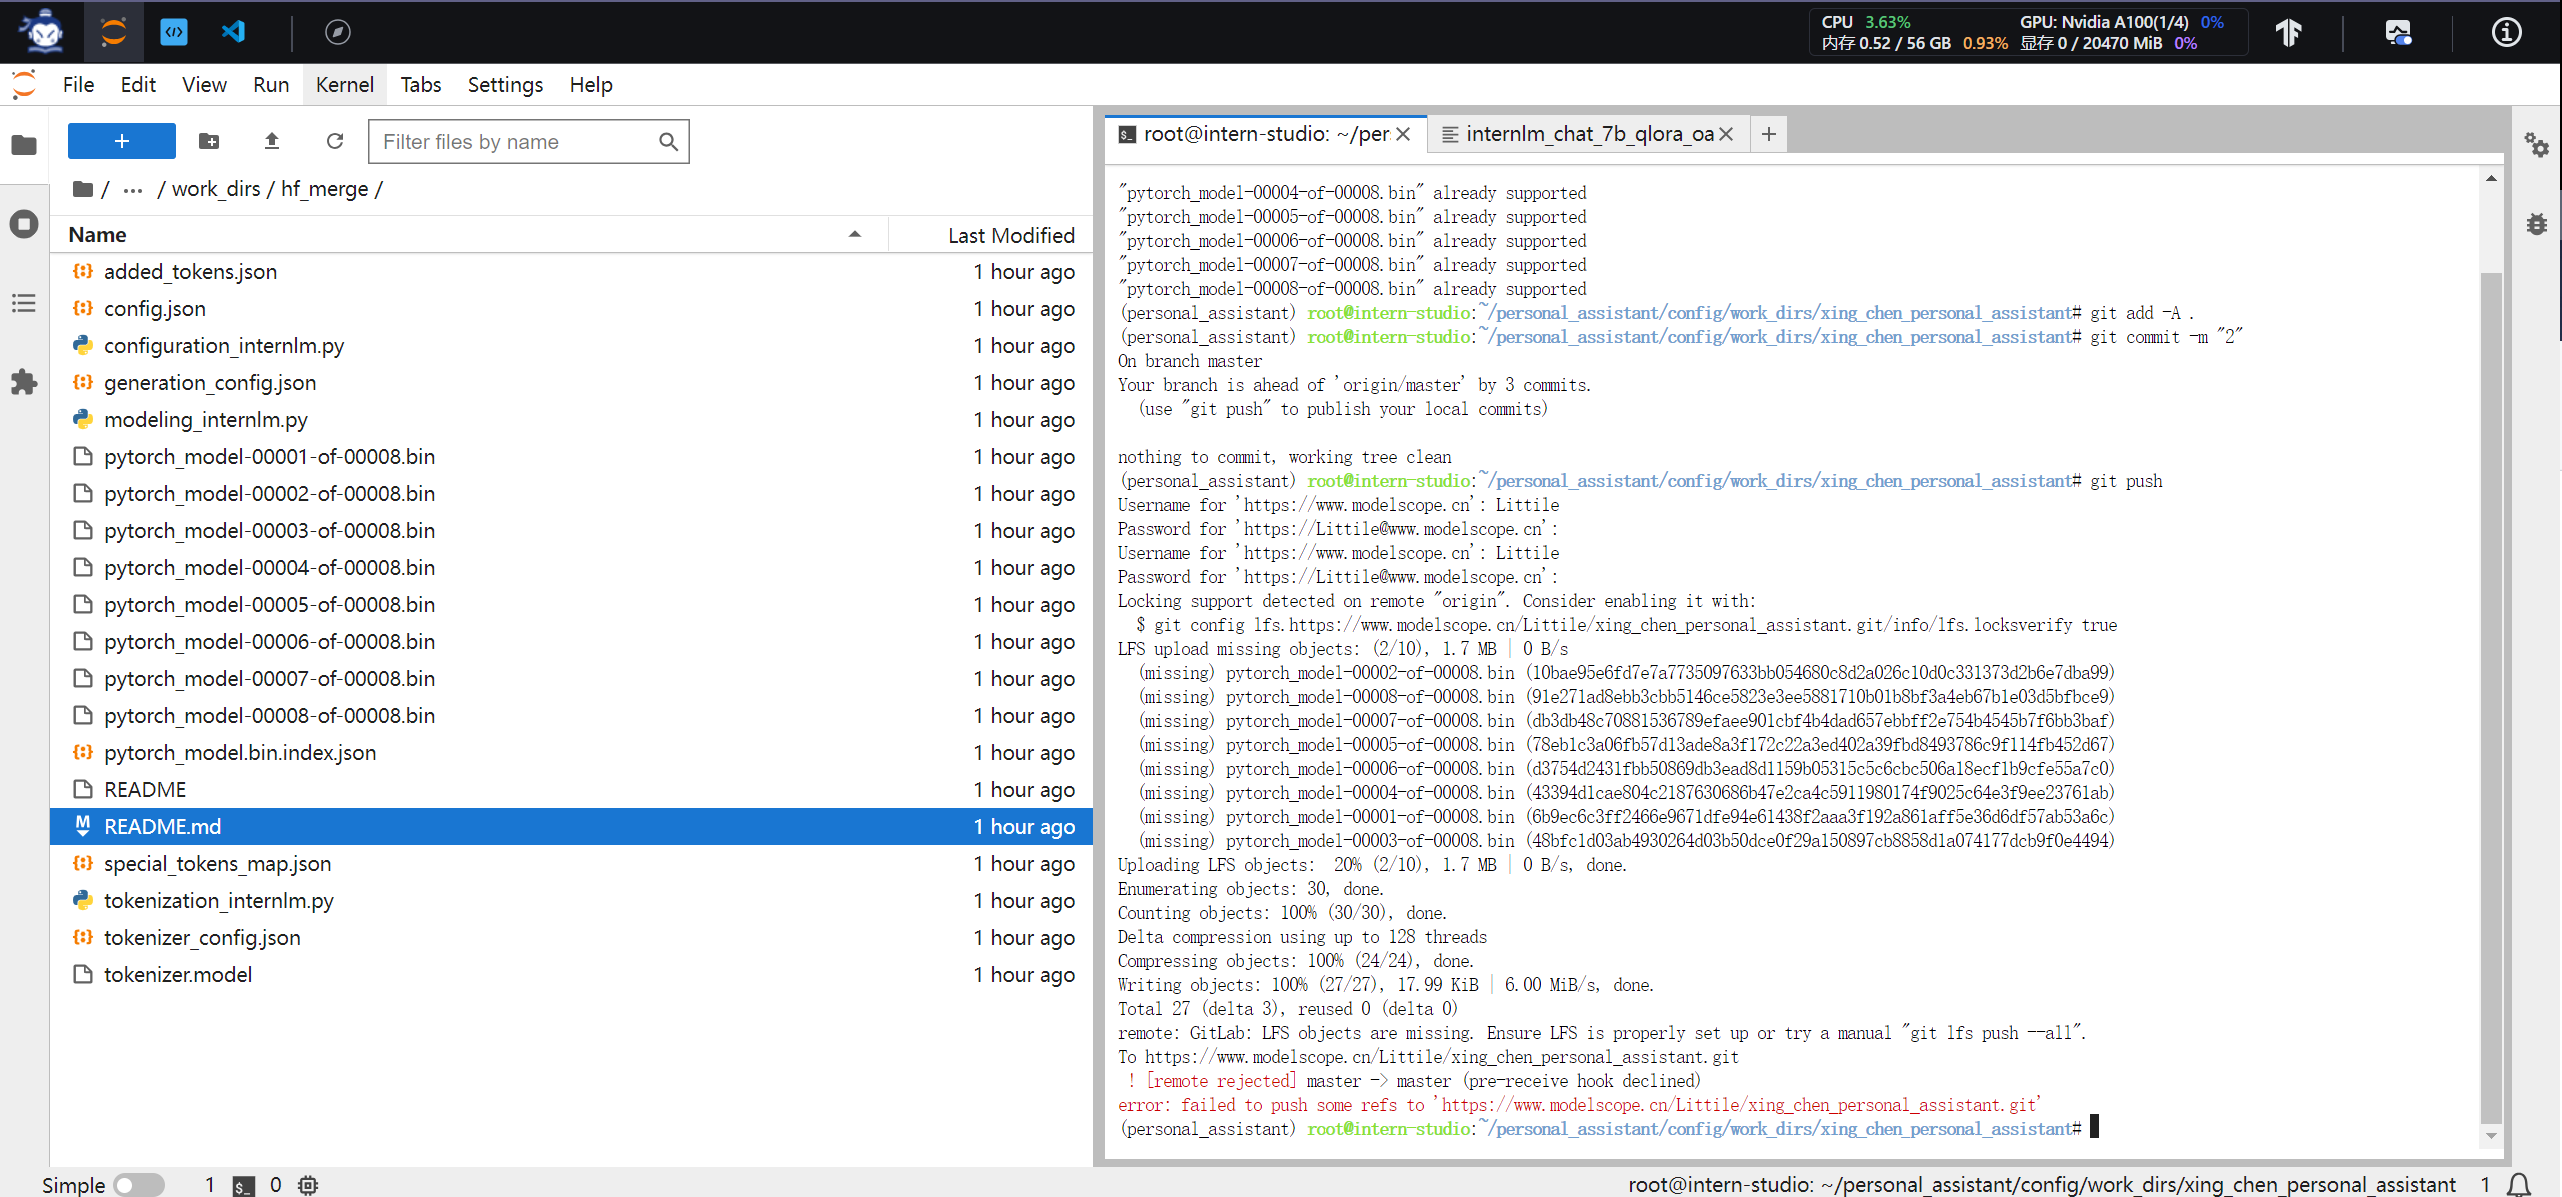 CPU 3.63% GPU: Nvidia A100(1/4) 0%
内存 0.52 / 56 GB 0.93% 显存 0 / 20470 MiB 0%
File Edit View Run Kernel Tabs Settings Help
Filter files by name
/ ··· / work_dirs / hf_merge /
Name Last Modified
added_tokens.json 1 hour ago
config.json 1 hour ago
configuration_internlm.py 1 hour ago
generation_config.json 1 hour ago
modeling_internlm.py 1 hour ago
pytorch_model-00001-of-00008.bin 1 hour ago
pytorch_model-00002-of-00008.bin 1 hour ago
pytorch_model-00003-of-00008.bin 1 hour ago
pytorch_model-00004-of-00008.bin 1 hour ago
pytorch_model-00005-of-00008.bin 1 hour ago
pytorch_model-00006-of-00008.bin 1 hour ago
pytorch_model-00007-of-00008.bin 1 hour ago
pytorch_model-00008-of-00008.bin 1 hour ago
pytorch_model.bin.index.json 1 hour ago
README 1 hour ago
README.md 1 hour ago
special_tokens_map.json 1 hour ago
tokenization_internlm.py 1 hour ago
tokenizer_config.json 1 hour ago
tokenizer.model 1 hour ago
root@intern-studio: ~/per internlm_chat_7b_qlora_oa
"pytorch_model-00004-of-00008.bin" already supported
"pytorch_model-00005-of-00008.bin" already supported
"pytorch_model-00006-of-00008.bin" already supported
"pytorch_model-00007-of-00008.bin" already supported
"pytorch_model-00008-of-00008.bin" already supported
(personal_assistant) root@intern-studio:~/personal_assistant/config/work_dirs/xing_chen_personal_assistant# git add -A .
(personal_assistant) root@intern-studio:~/personal_assistant/config/work_dirs/xing_chen_personal_assistant# git commit -m "2"
On branch master
Your branch is ahead of 'origin/master' by 3 commits.
(use "git push" to publish your local commits)
nothing to commit, working tree clean
(personal_assistant) root@intern-studio:~/personal_assistant/config/work_dirs/xing_chen_personal_assistant# git push
Username for 'https://www.modelscope.cn': Littile
Password for 'https://Littile@www.modelscope.cn':
Username for 'https://www.modelscope.cn': Littile
Password for 'https://Littile@www.modelscope.cn':
Locking support detected on remote "origin". Consider enabling it with:
$ git config lfs.https://www.modelscope.cn/Littile/xing_chen_personal_assistant.git/info/lfs.locksverify true
LFS upload missing objects: (2/10), 1.7 MB | 0 B/s
(missing) pytorch_model-00002-of-00008.bin (10bae95e6fd7e7a7735097633bb054680c8d2a026c10d0c331373d2b6e7dba99)
(missing) pytorch_model-00008-of-00008.bin (91e271ad8ebb3cbb5146ce5823e3ee5881710b01b8bf3a4eb67b1e03d5bfbce9)
(missing) pytorch_model-00007-of-00008.bin (db3db48c70881536789efaee901cbf4b4dad657ebbff2e754b4545b7f6bb3baf)
(missing) pytorch_model-00005-of-00008.bin (78eb1c3a06fb57d13ade8a3f172c22a3ed402a39fbd8493786c9f114fb452d67)
(missing) pytorch_model-00006-of-00008.bin (d3754d2431fbb50869db3ead8d1159b05315c5c6cbc506a18ecf1b9cfe55a7c0)
(missing) pytorch_model-00004-of-00008.bin (43394d1cae804c2187630686b47e2ca4c5911980174f9025c64e3f9ee23761ab)
(missing) pytorch_model-00001-of-00008.bin (6b9ec6c3ff2466e9671dfe94e61438f2aaa3f192a861aff5e36d6df57ab53a6c)
(missing) pytorch_model-00003-of-00008.bin (48bfc1d03ab4930264d03b50dce0f29a150897cb8858d1a074177dcb9f0e4494)
Uploading LFS objects: 20% (2/10), 1.7 MB | 0 B/s, done.
Enumerating objects: 30, done.
Counting objects: 100% (30/30), done.
Delta compression using up to 128 threads
Compressing objects: 100% (24/24), done.
Writing objects: 100% (27/27), 17.99 KiB | 6.00 MiB/s, done.
Total 27 (delta 3), reused 0 (delta 0)
remote: GitLab: LFS objects are missing. Ensure LFS is properly set up or try a manual "git lfs push --all".
To https://www.modelscope.cn/Littile/xing_chen_personal_assistant.git
! [remote rejected] master -> master (pre-receive hook declined)
error: failed to push some refs to 'https://www.modelscope.cn/Littile/xing_chen_personal_assistant.git'
(personal_assistant) root@intern-studio:~/personal_assistant/config/work_dirs/xing_chen_personal_assistant#
Simple 1 0 root@intern-studio: ~/personal_assistant/config/work_dirs/xing_chen_personal_assistant 1